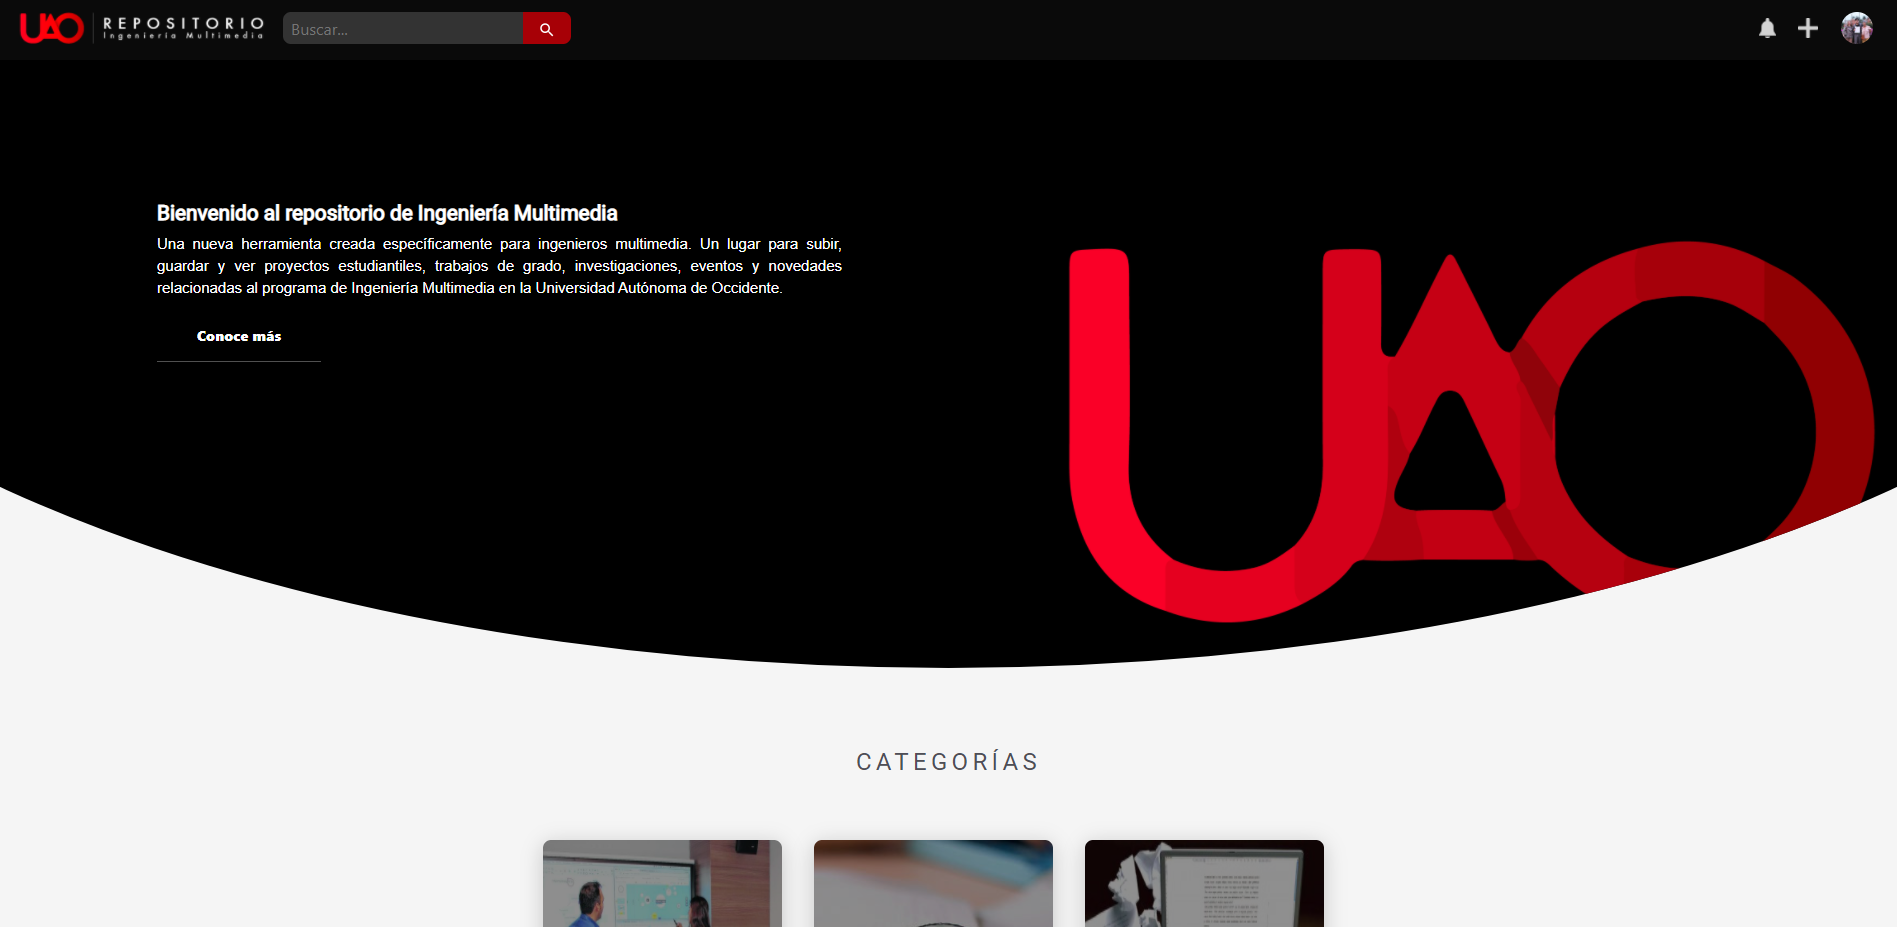 UAO
REPOSITORIO
Ingeniería Multimedia
Buscar...
Bienvenido al repositorio de Ingeniería Multimedia
Una nueva herramienta creada específicamente para ingenieros multimedia. Un lugar para subir,
guardar y ver proyectos estudiantiles, trabajos de grado, investigaciones, eventos y novedades
relacionadas al programa de Ingeniería Multimedia en la Universidad Autónoma de Occidente.
Conoce más
UAO
CATEGORÍAS